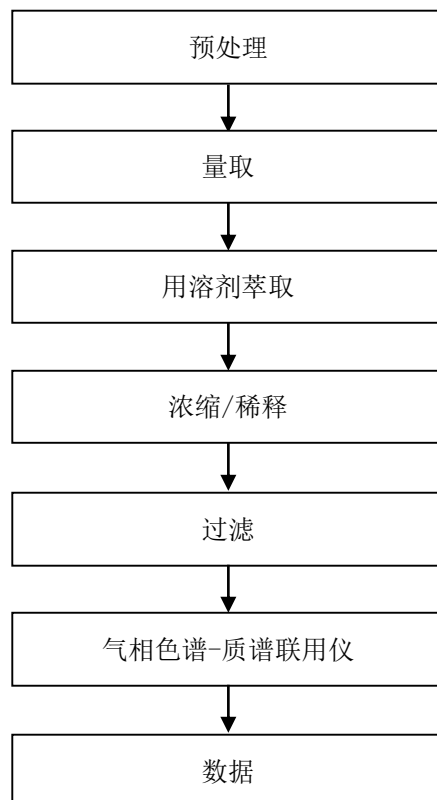 预处理
量取
用溶剂萃取
浓缩/稀释
过滤
气相色谱-质谱联用仪
数据